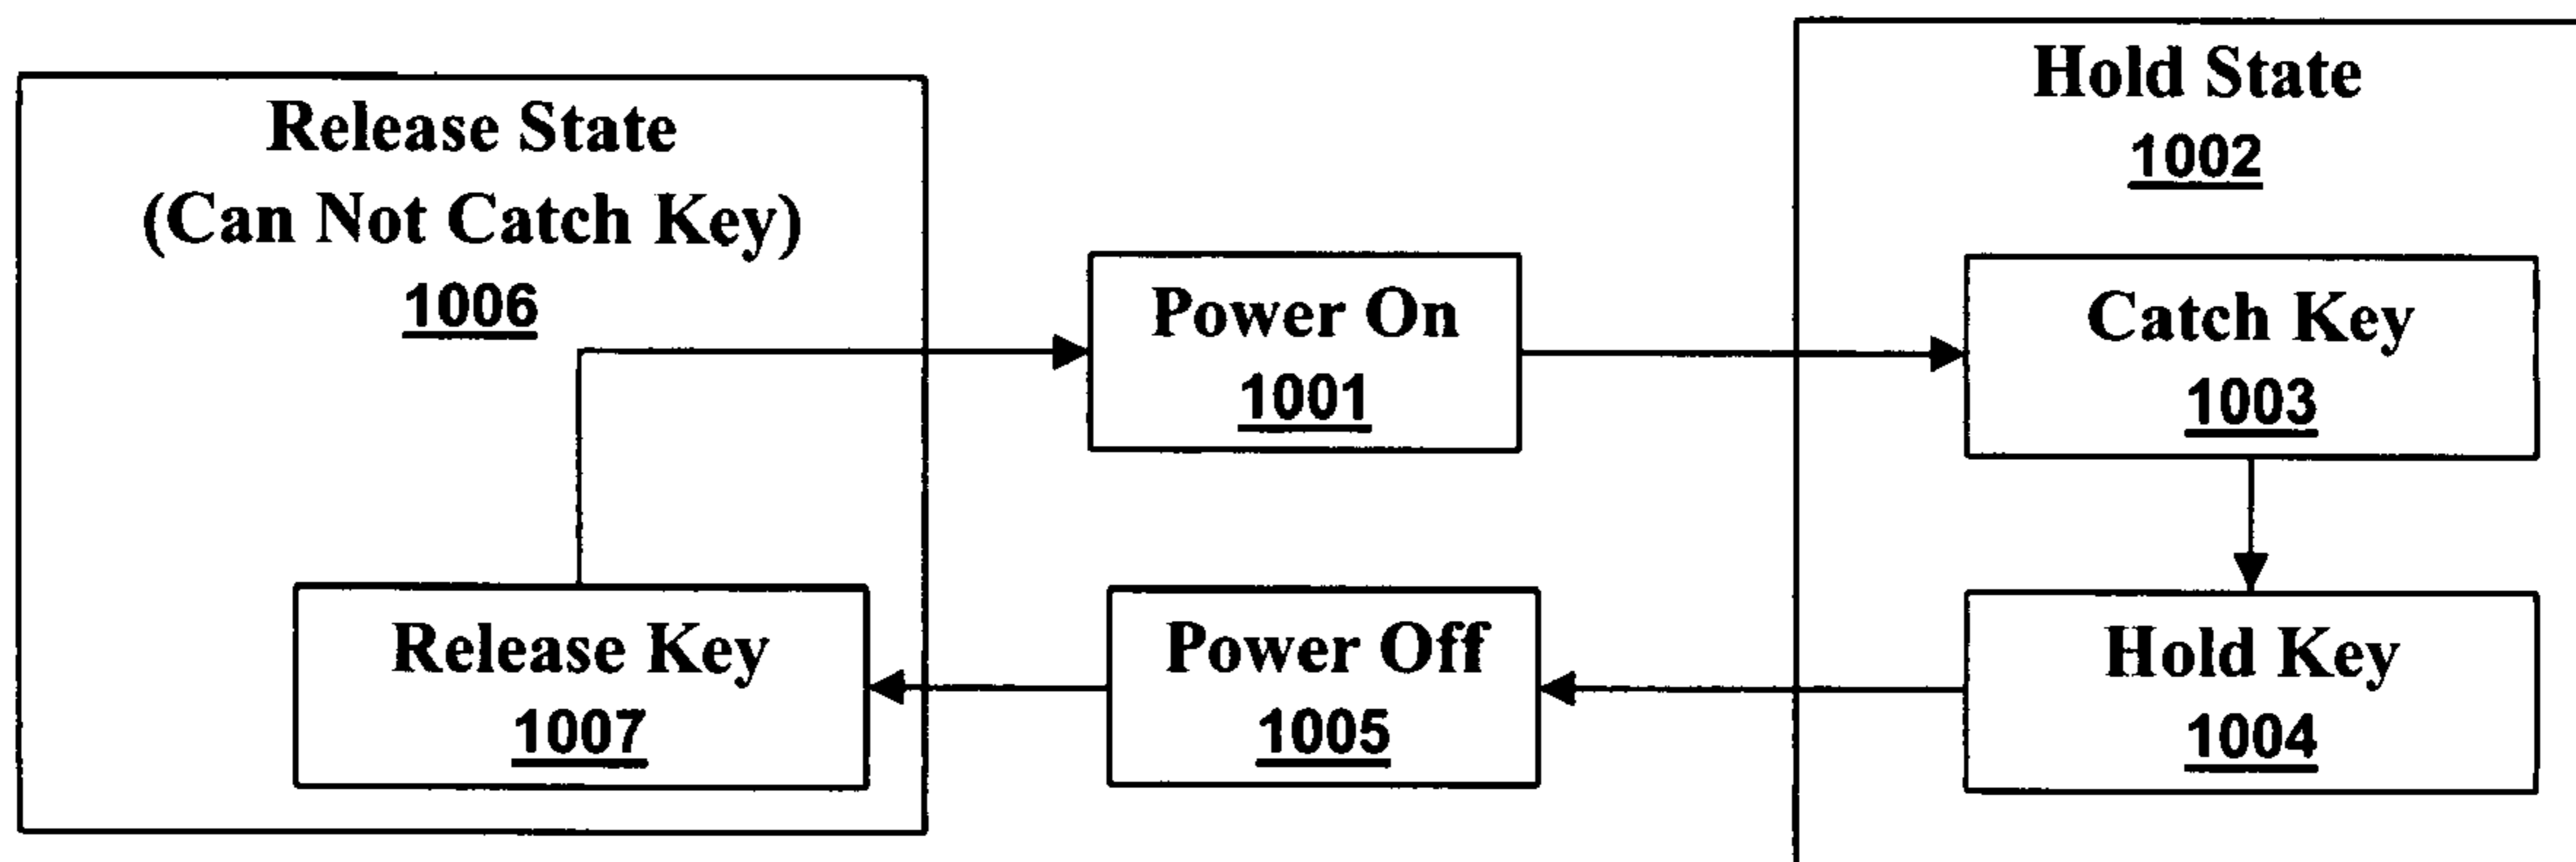 Release State
(Can Not Catch Key)
1006
Power On
1001
Hold State
1002
Catch Key
1003
Release Key
1007
Power Off
1005
Hold Key
1004